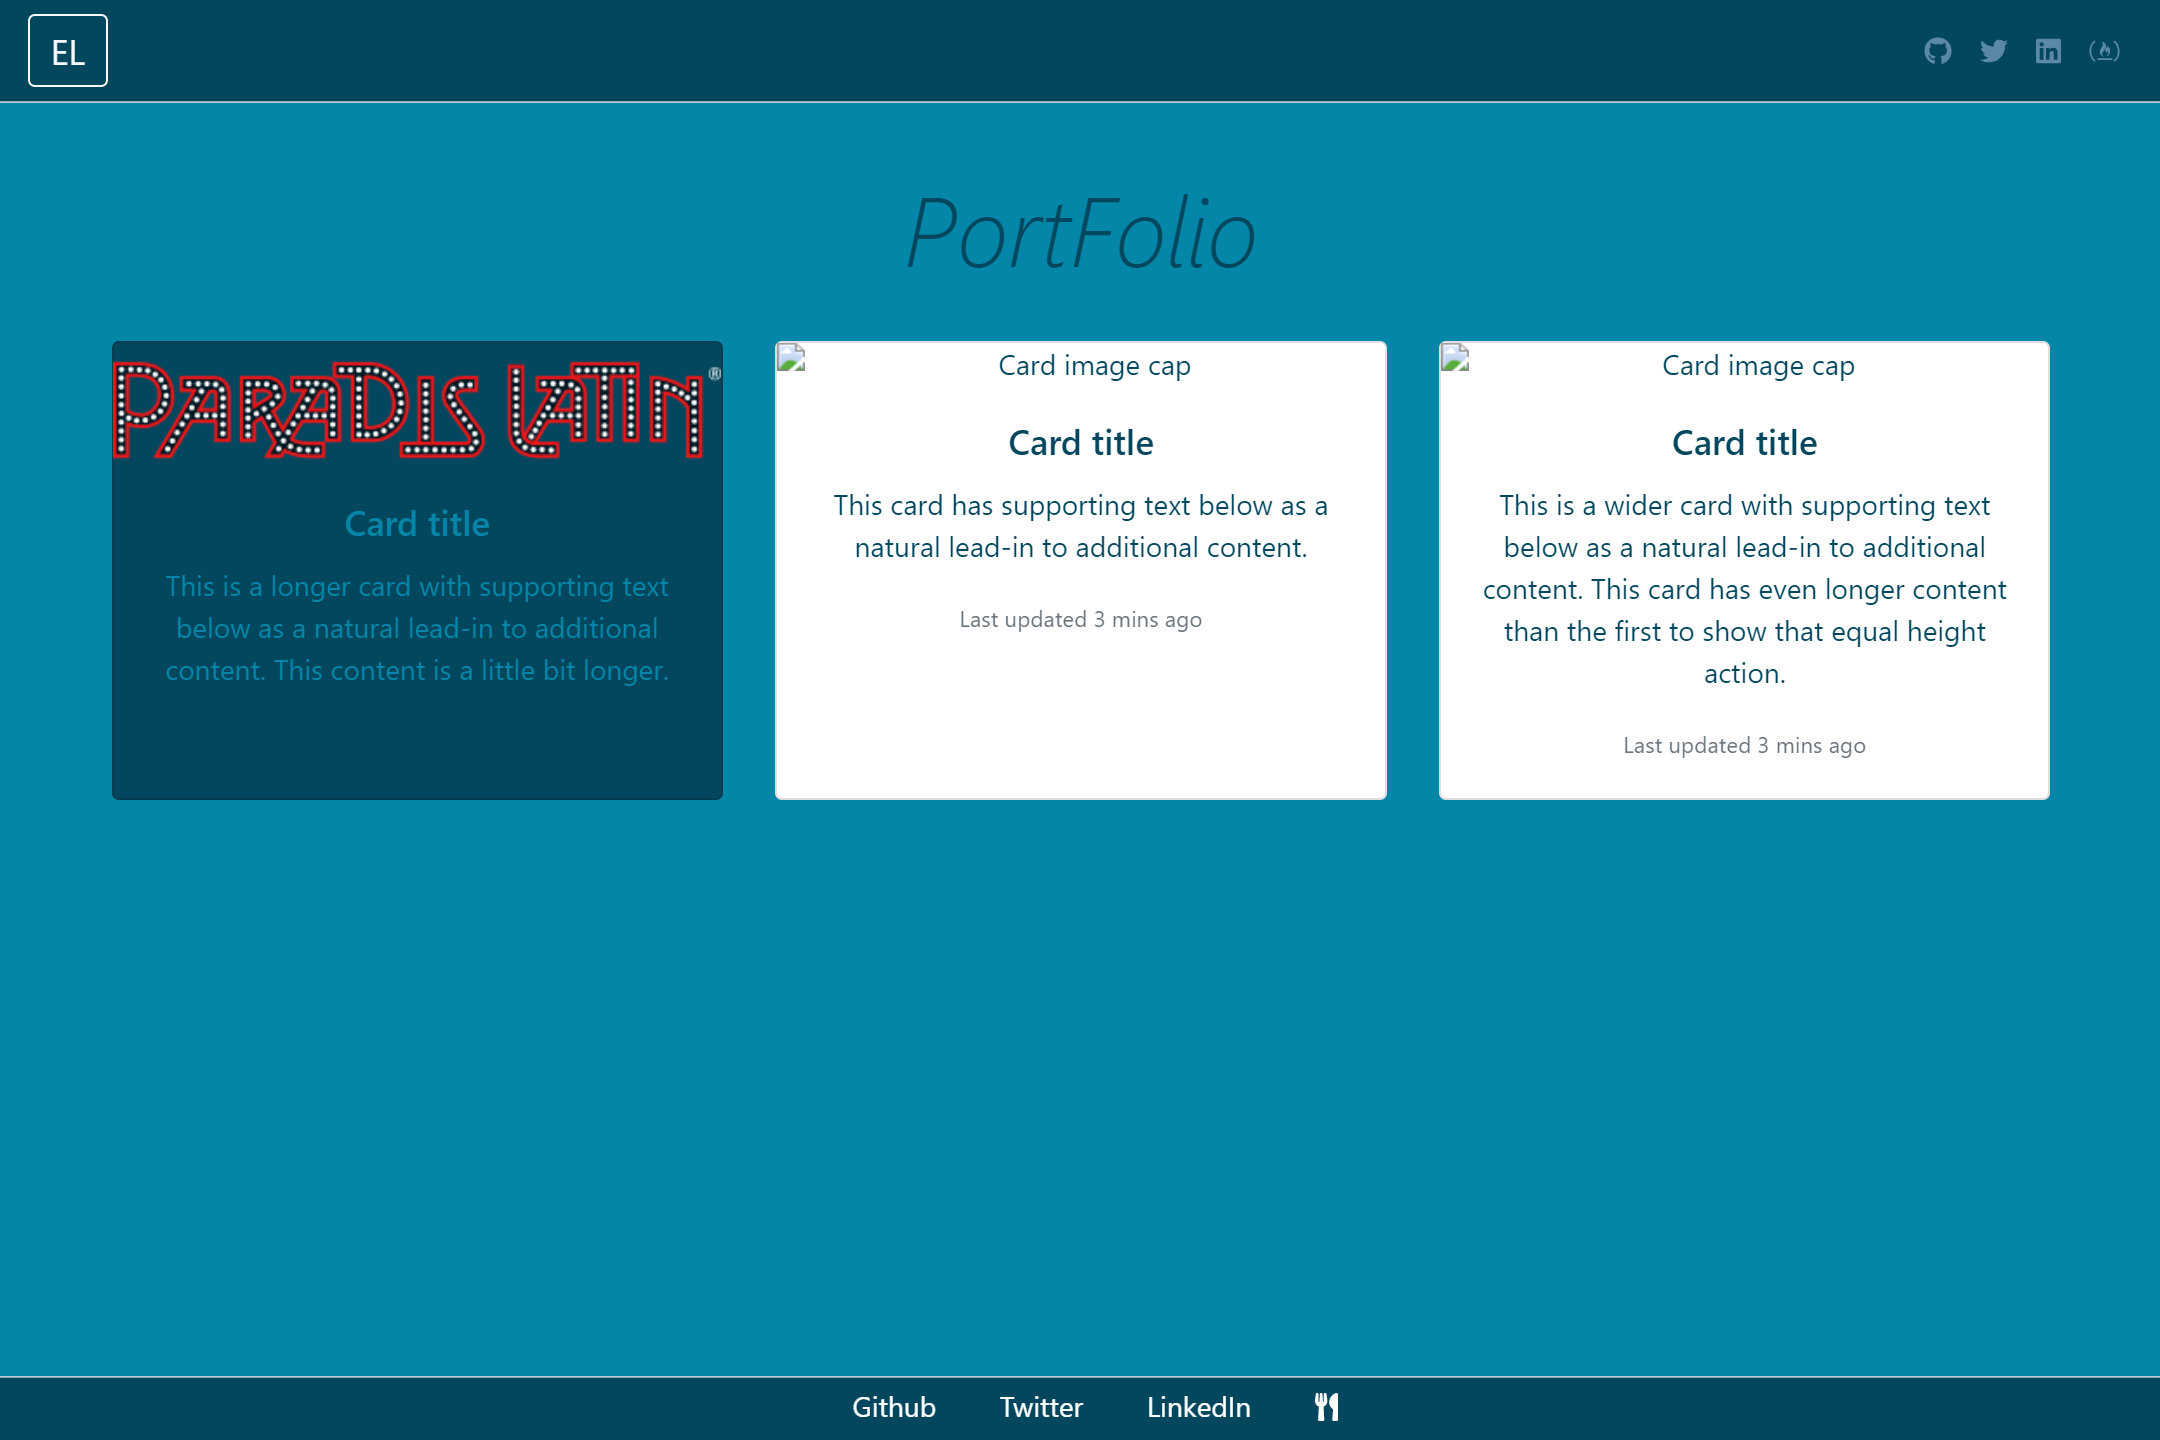 EL
PortFolio
PARADIS LATIN ®
Card title
This is a longer card with supporting text
below as a natural lead-in to additional
content. This content is a little bit longer.
Card image cap
Card title
This card has supporting text below as a
natural lead-in to additional content.
Last updated 3 mins ago
Card image cap
Card title
This is a wider card with supporting text
below as a natural lead-in to additional
content. This card has even longer content
than the first to show that equal height
action.
Last updated 3 mins ago
Github Twitter LinkedIn